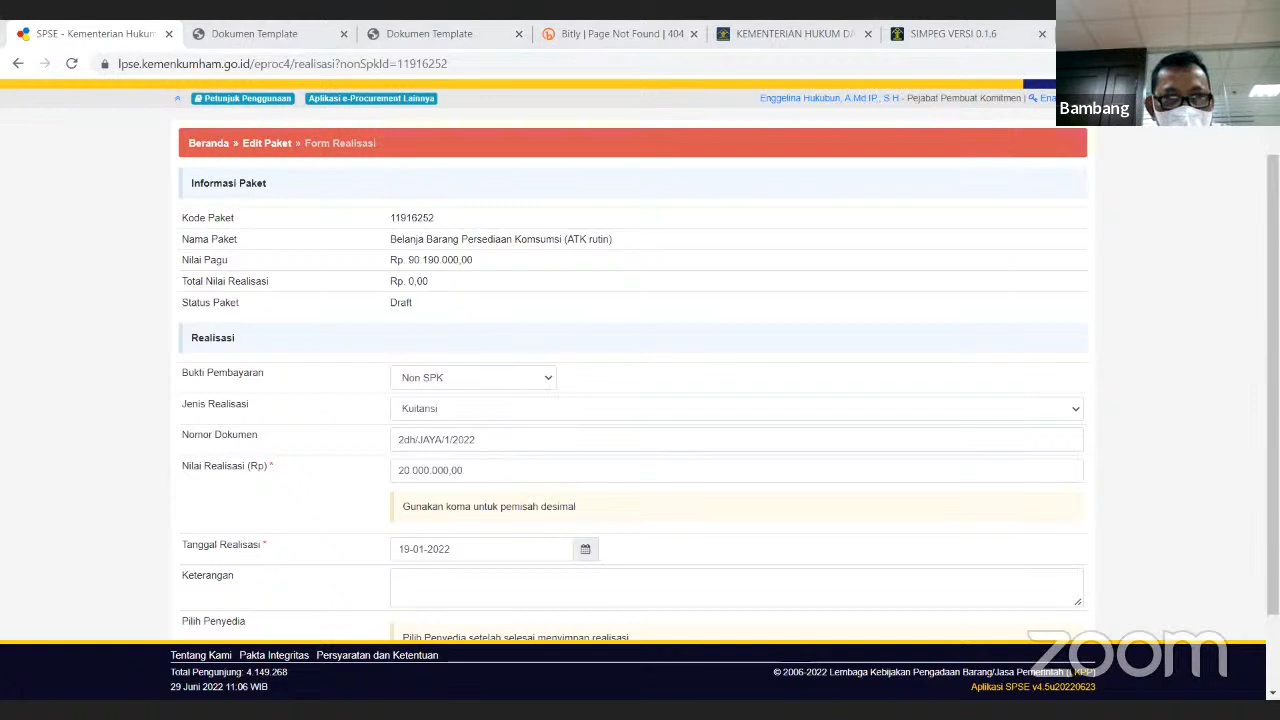 SPSE - Kementerian Hukum
Dokumen Template
Dokumen Template
Bitly | Page Not Found | 404
KEMENTERIAN HUKUM DA
SIMPEG VERSI 0.1.6
lpse.kemenkumham.go.id/eproc4/realisasi?nonSpkId=11916252
Petunjuk Penggunaan
Aplikasi e-Procurement Lainnya
Enggelina Hukubun, A.Md.IP., S.H - Pejabat Pembuat Komitmen | Ena
Bambang
Beranda » Edit Paket » Form Realisasi
Informasi Paket
Kode Paket 11916252
Nama Paket Belanja Barang Persediaan Komsumsi (ATK rutin)
Nilai Pagu Rp. 90.190.000,00
Total Nilai Realisasi Rp. 0,00
Status Paket Draft
Realisasi
Bukti Pembayaran Non SPK
Jenis Realisasi Kuitansi
Nomor Dokumen 2dh/JAYA/1/2022
Nilai Realisasi (Rp) * 20.000.000,00
Gunakan koma untuk pemisah desimal
Tanggal Realisasi * 19-01-2022
Keterangan
Pilih Penyedia
Pilih Penyedia setelah selesai menyimpan realisasi
Tentang Kami Pakta Integritas Persyaratan dan Ketentuan
Total Pengunjung: 4.149.268
29 Juni 2022 11:06 WIB
© 2006-2022 Lembaga Kebijakan Pengadaan Barang/Jasa Pemerintah (LKPP)
Aplikasi SPSE v4.5u20220623
zoom